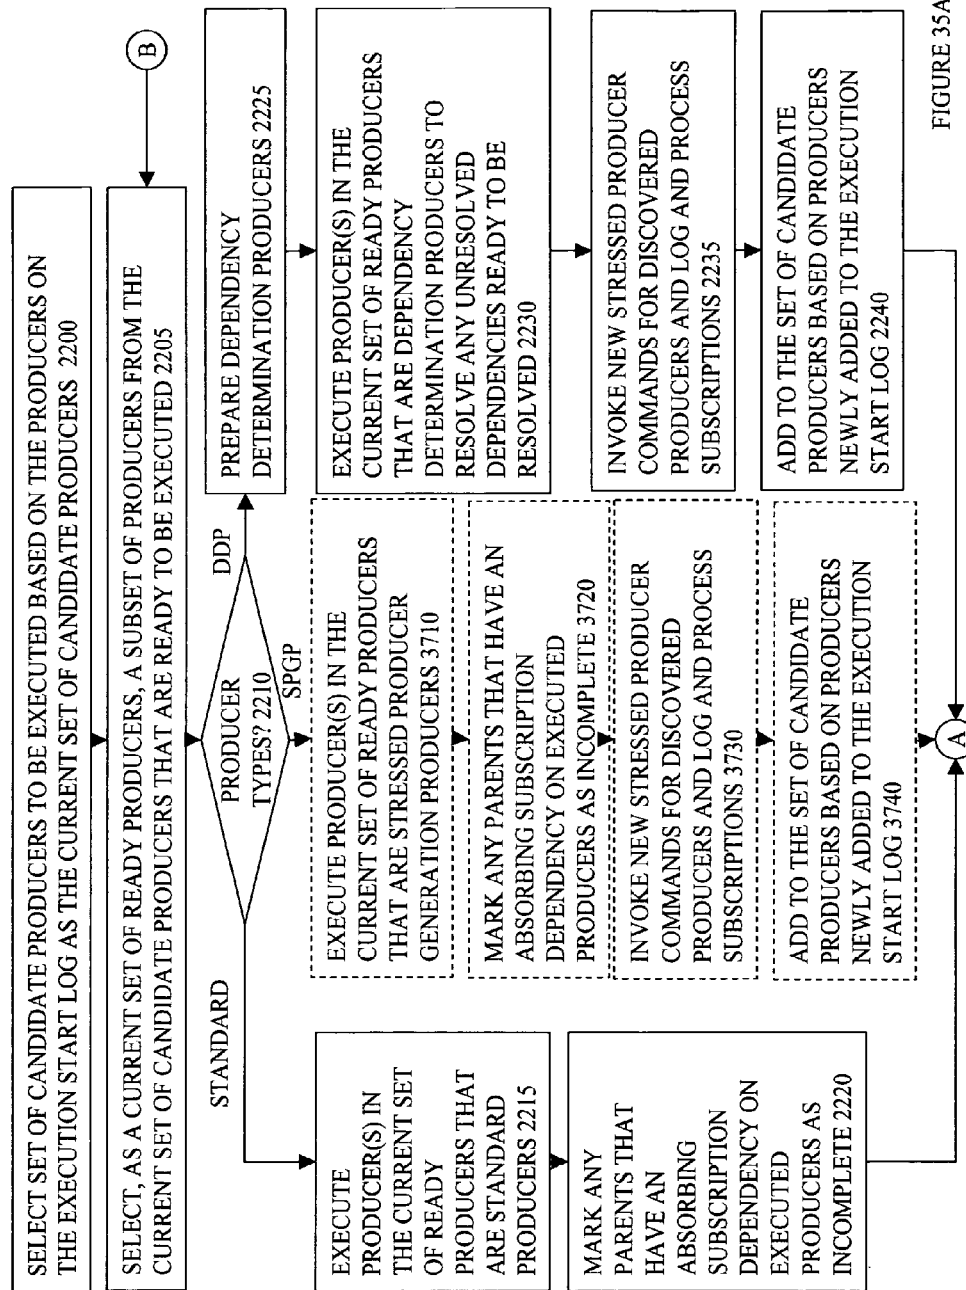 SELECT SET OF CANDIDATE PRODUCERS TO BE EXECUTED BASED ON THE PRODUCERS ON
THE EXECUTION START LOG AS THE CURRENT SET OF CANDIDATE PRODUCERS 2200
SELECT, AS A CURRENT SET OF READY PRODUCERS, A SUBSET OF PRODUCERS FROM THE
CURRENT SET OF CANDIDATE PRODUCERS THAT ARE READY TO BE EXECUTED 2205
B
PRODUCER
TYPES? 2210
STANDARD
SPGP
DDP
EXECUTE
PRODUCER(S) IN
THE CURRENT SET
OF READY
PRODUCERS THAT
ARE STANDARD
PRODUCERS 2215
MARK ANY
PARENTS THAT
HAVE AN
ABSORBING
SUBSCRIPTION
DEPENDENCY ON
EXECUTED
PRODUCERS AS
INCOMPLETE 2220
EXECUTE PRODUCER(S) IN THE
CURRENT SET OF READY PRODUCERS
THAT ARE STRESSED PRODUCER
GENERATION PRODUCERS 3710
MARK ANY PARENTS THAT HAVE AN
ABSORBING SUBSCRIPTION
DEPENDENCY ON EXECUTED
PRODUCERS AS INCOMPLETE 3720
INVOKE NEW STRESSED PRODUCER
COMMANDS FOR DISCOVERED
PRODUCERS AND LOG AND PROCESS
SUBSCRIPTIONS 3730
ADD TO THE SET OF CANDIDATE
PRODUCERS BASED ON PRODUCERS
NEWLY ADDED TO THE EXECUTION
START LOG 3740
PREPARE DEPENDENCY
DETERMINATION PRODUCERS 2225
EXECUTE PRODUCER(S) IN THE
CURRENT SET OF READY PRODUCERS
THAT ARE DEPENDENCY
DETERMINATION PRODUCERS TO
RESOLVE ANY UNRESOLVED
DEPENDENCIES READY TO BE
RESOLVED 2230
INVOKE NEW STRESSED PRODUCER
COMMANDS FOR DISCOVERED
PRODUCERS AND LOG AND PROCESS
SUBSCRIPTIONS 2235
ADD TO THE SET OF CANDIDATE
PRODUCERS BASED ON PRODUCERS
NEWLY ADDED TO THE EXECUTION
START LOG 2240
A
FIGURE 35A